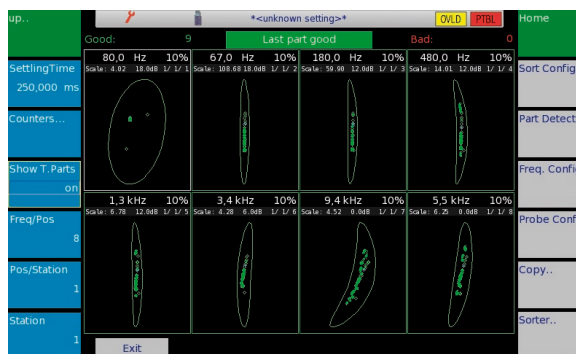 up.. *<unknown setting>* OVLD PTBL Home
Good: 9 Last part good Bad: 0
80,0 Hz 10% 67,0 Hz 10% 180,0 Hz 10% 480,0 Hz 10%
Scale: 4.02 18.0dB 1/ 1/ 1 Scale: 108.68 18.0dB 1/ 1/ 2 Scale: 59.90 12.0dB 1/ 1/ 3 Scale: 14.01 12.0dB 1/ 1/ 4
SettlingTime Sort Config
250,000 ms
Counters... Part Detect
Show T.Parts Freq. Confi
on
1,3 kHz 10% 3,4 kHz 10% 9,4 kHz 10% 5,5 kHz 10%
Scale: 6.78 12.0dB 1/ 1/ 5 Scale: 4.28 6.0dB 1/ 1/ 6 Scale: 4.52 0.0dB 1/ 1/ 7 Scale: 6.25 0.0dB 1/ 1/ 8
Freq/Pos Probe Conf
8
Pos/Station Copy..
1
Station Sorter..
1
Exit